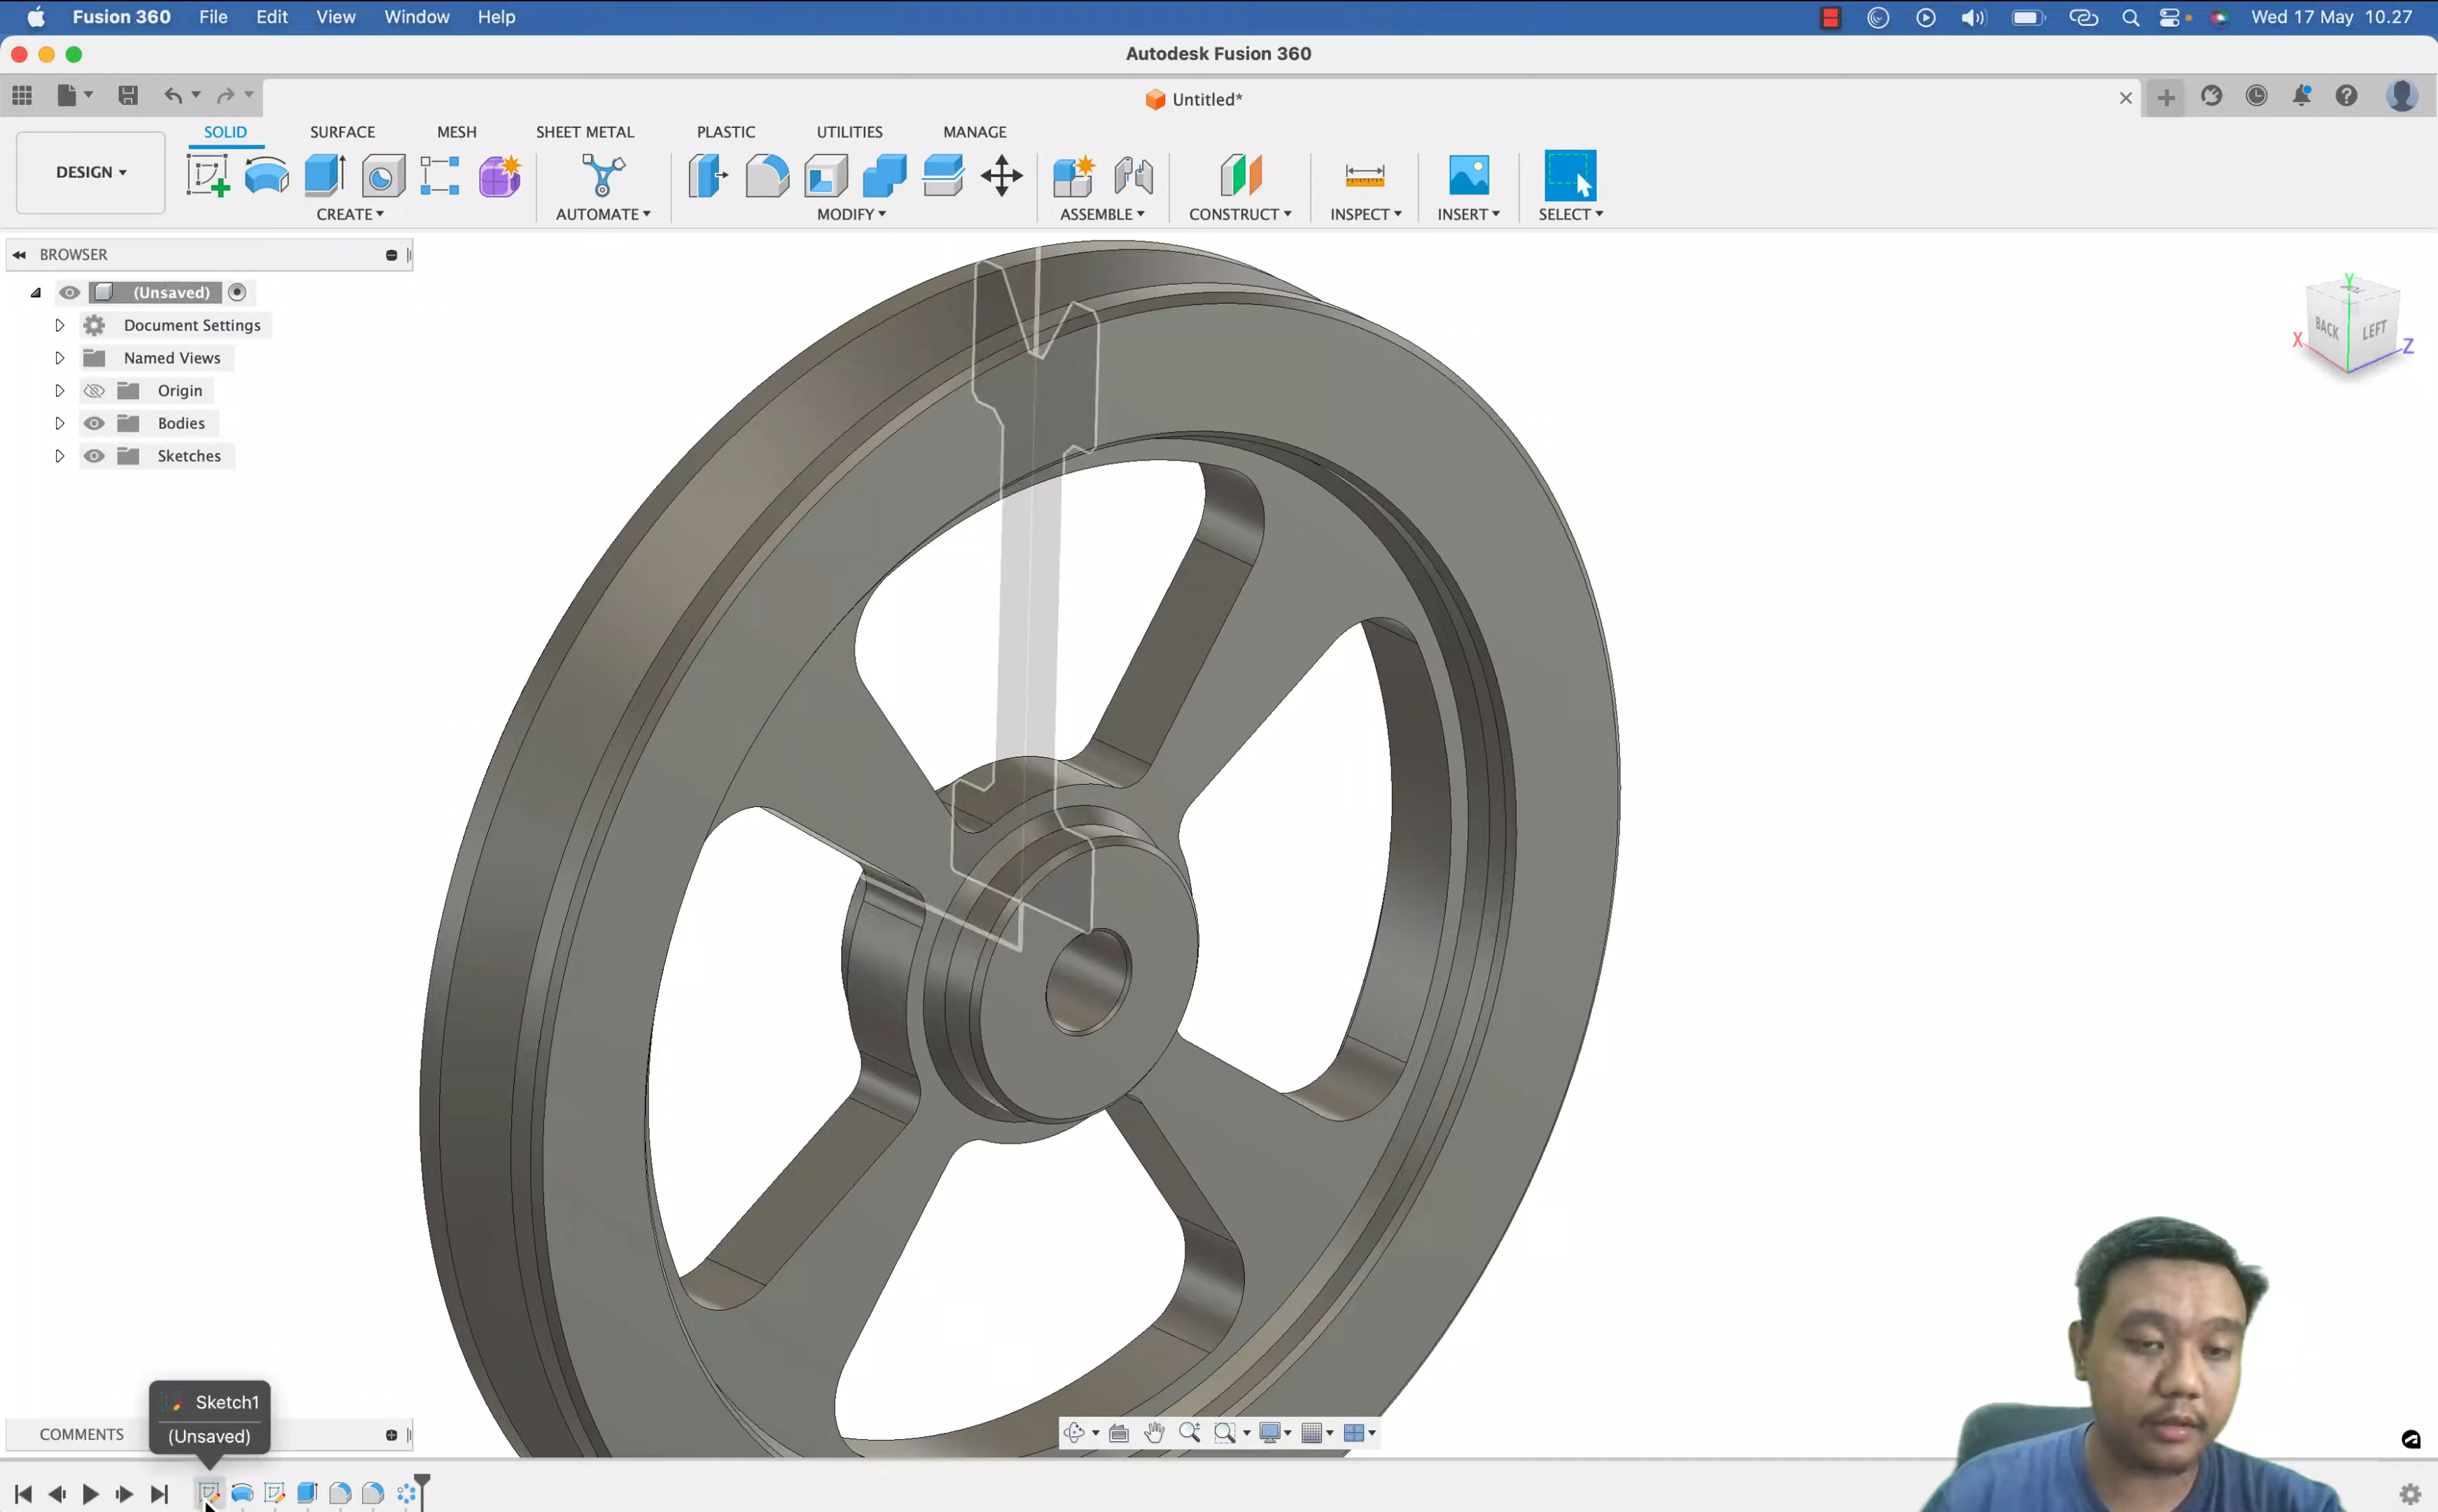 Fusion 360 File Edit View Window Help Wed 17 May 10.27
Autodesk Fusion 360
Untitled*
SOLID SURFACE MESH SHEET METAL PLASTIC UTILITIES MANAGE
DESIGN
CREATE AUTOMATE MODIFY ASSEMBLE CONSTRUCT INSPECT INSERT SELECT
BROWSER
(Unsaved)
Document Settings
Named Views
Origin
Bodies
Sketches
Y
BACK LEFT
X Z
Sketch1
(Unsaved)
COMMENTS